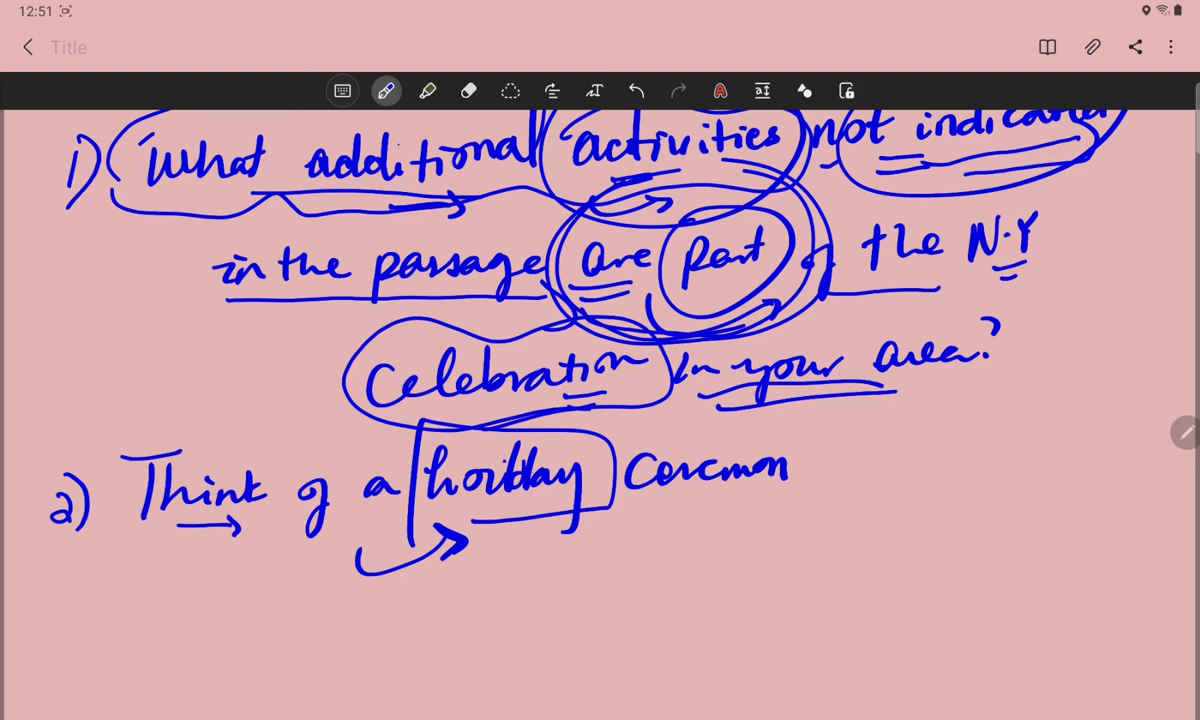 12:51
Title
1) What additional activities not indicated
in the passage are part of the N.Y
Celebration in your area?
2) Think of a holiday Ceremon